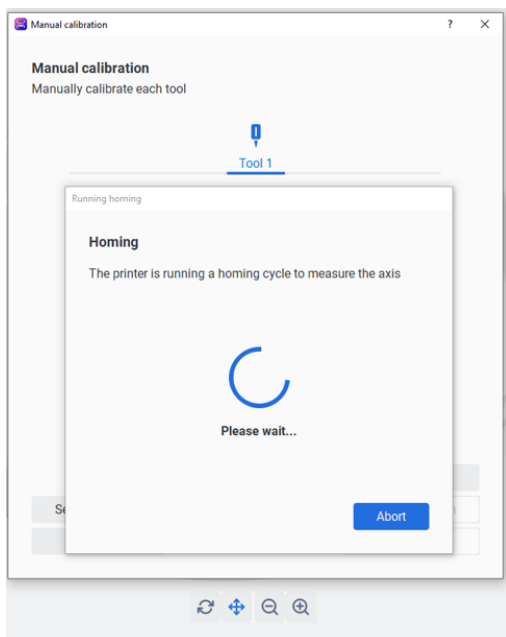 Manual calibration
?
Manual calibration
Manually calibrate each tool
Tool 1
Running homing
Homing
The printer is running a homing cycle to measure the axis
Please wait...
Abort